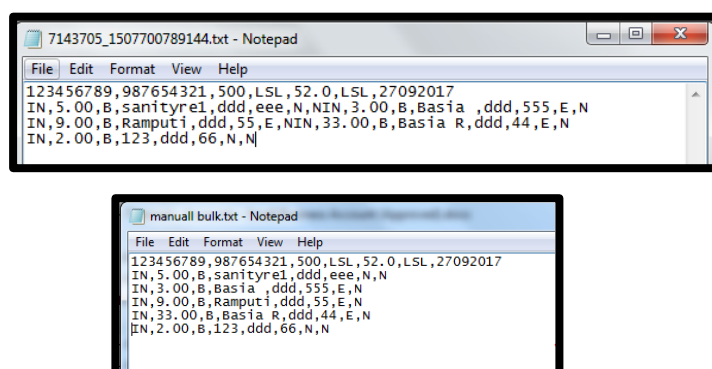 7143705_1507700789144.txt - Notepad
File Edit Format View Help
123456789,987654321,500,LSL,52.0,LSL,27092017
IN,5.00,B,sanityre1,ddd,eee,N,NIN,3.00,B,Basia ,ddd,555,E,N
IN,9.00,B,Ramputi,ddd,55,E,NIN,33.00,B,Basia R,ddd,44,E,N
IN,2.00,B,123,ddd,66,N,N
manuall bulk.txt - Notepad
File Edit Format View Help
123456789,987654321,500,LSL,52.0,LSL,27092017
IN,5.00,B,sanityre1,ddd,eee,N,N
IN,3.00,B,Basia ,ddd,555,E,N
IN,9.00,B,Ramputi,ddd,55,E,N
IN,33.00,B,Basia R,ddd,44,E,N
IN,2.00,B,123,ddd,66,N,N